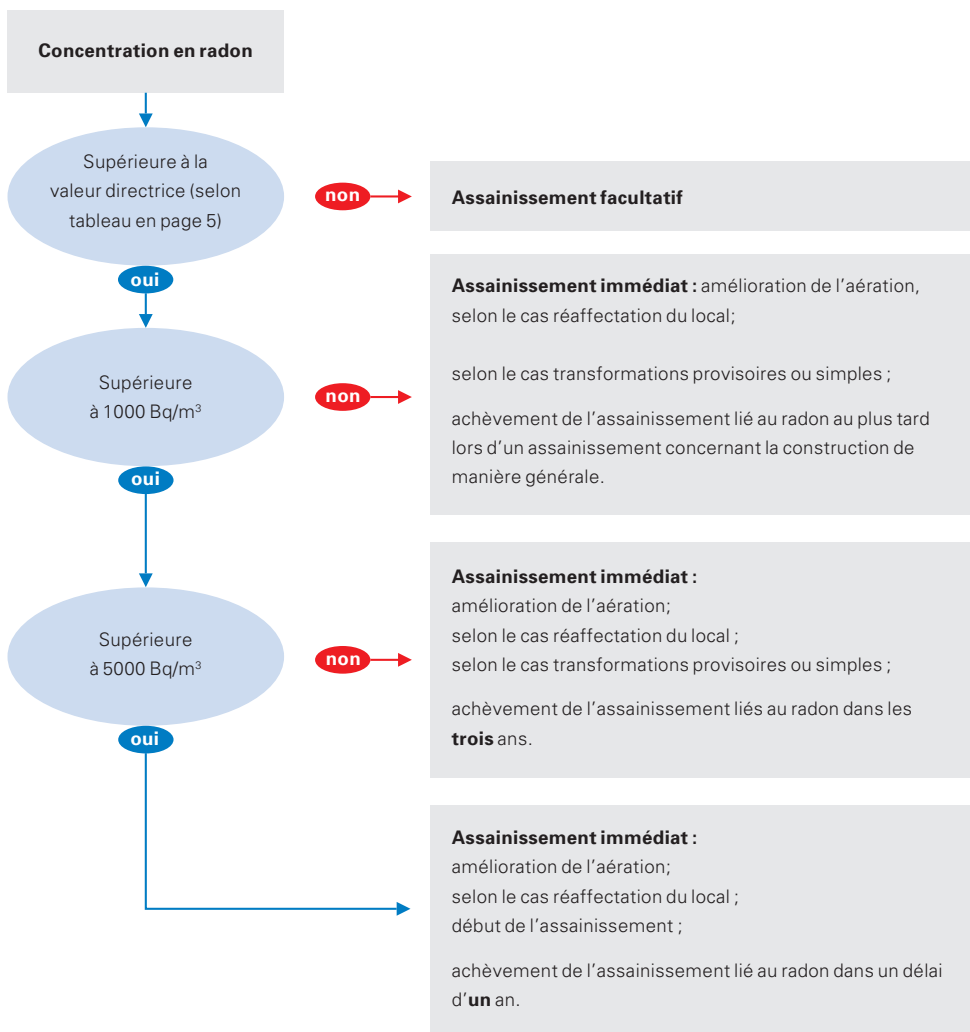 Concentration en radon
Supérieure à la
valeur directrice (selon
tableau en page 5)
non
Assainissement facultatif
oui
Supérieure
à 1000 Bq/m³
non
Assainissement immédiat : amélioration de l'aération,
selon le cas réaffectation du local;
selon le cas transformations provisoires ou simples ;
achèvement de l'assainissement lié au radon au plus tard
lors d'un assainissement concernant la construction de
manière générale.
oui
Supérieure
à 5000 Bq/m³
non
Assainissement immédiat :
amélioration de l'aération;
selon le cas réaffectation du local ;
selon le cas transformations provisoires ou simples ;
achèvement de l'assainissement liés au radon dans les
trois ans.
oui
Assainissement immédiat :
amélioration de l'aération;
selon le cas réaffectation du local ;
début de l'assainissement ;
achèvement de l'assainissement lié au radon dans un délai
d'un an.